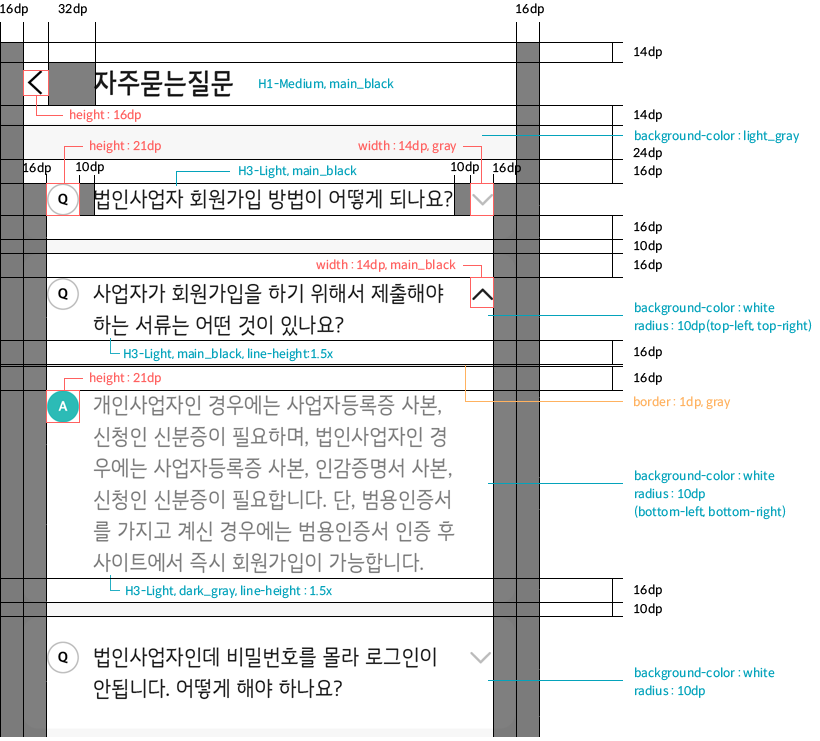 16dp 32dp 16dp
14dp
자주묻는질문 H1-Medium, main_black
height : 16dp
14dp
background-color : light_gray
height : 21dp
width : 14dp, gray
24dp
16dp 10dp
H3-Light, main_black
10dp 16dp
16dp
Q 법인사업자 회원가입 방법이 어떻게 되나요?
16dp
10dp
width : 14dp, main_black
16dp
Q 사업자가 회원가입을 하기 위해서 제출해야
하는 서류는 어떤 것이 있나요?
background-color : white
radius : 10dp(top-left, top-right)
H3-Light, main_black, line-height:1.5x
16dp
height : 21dp
16dp
border : 1dp, gray
A 개인사업자인 경우에는 사업자등록증 사본,
신청인 신분증이 필요하며, 법인사업자인 경
우에는 사업자등록증 사본, 인감증명서 사본,
신청인 신분증이 필요합니다. 단, 범용인증서
를 가지고 계신 경우에는 범용인증서 인증 후
사이트에서 즉시 회원가입이 가능합니다.
background-color : white
radius : 10dp
(bottom-left, bottom-right)
H3-Light, dark_gray, line-height : 1.5x
16dp
10dp
Q 법인사업자인데 비밀번호를 몰라 로그인이
안됩니다. 어떻게 해야 하나요?
background-color : white
radius : 10dp